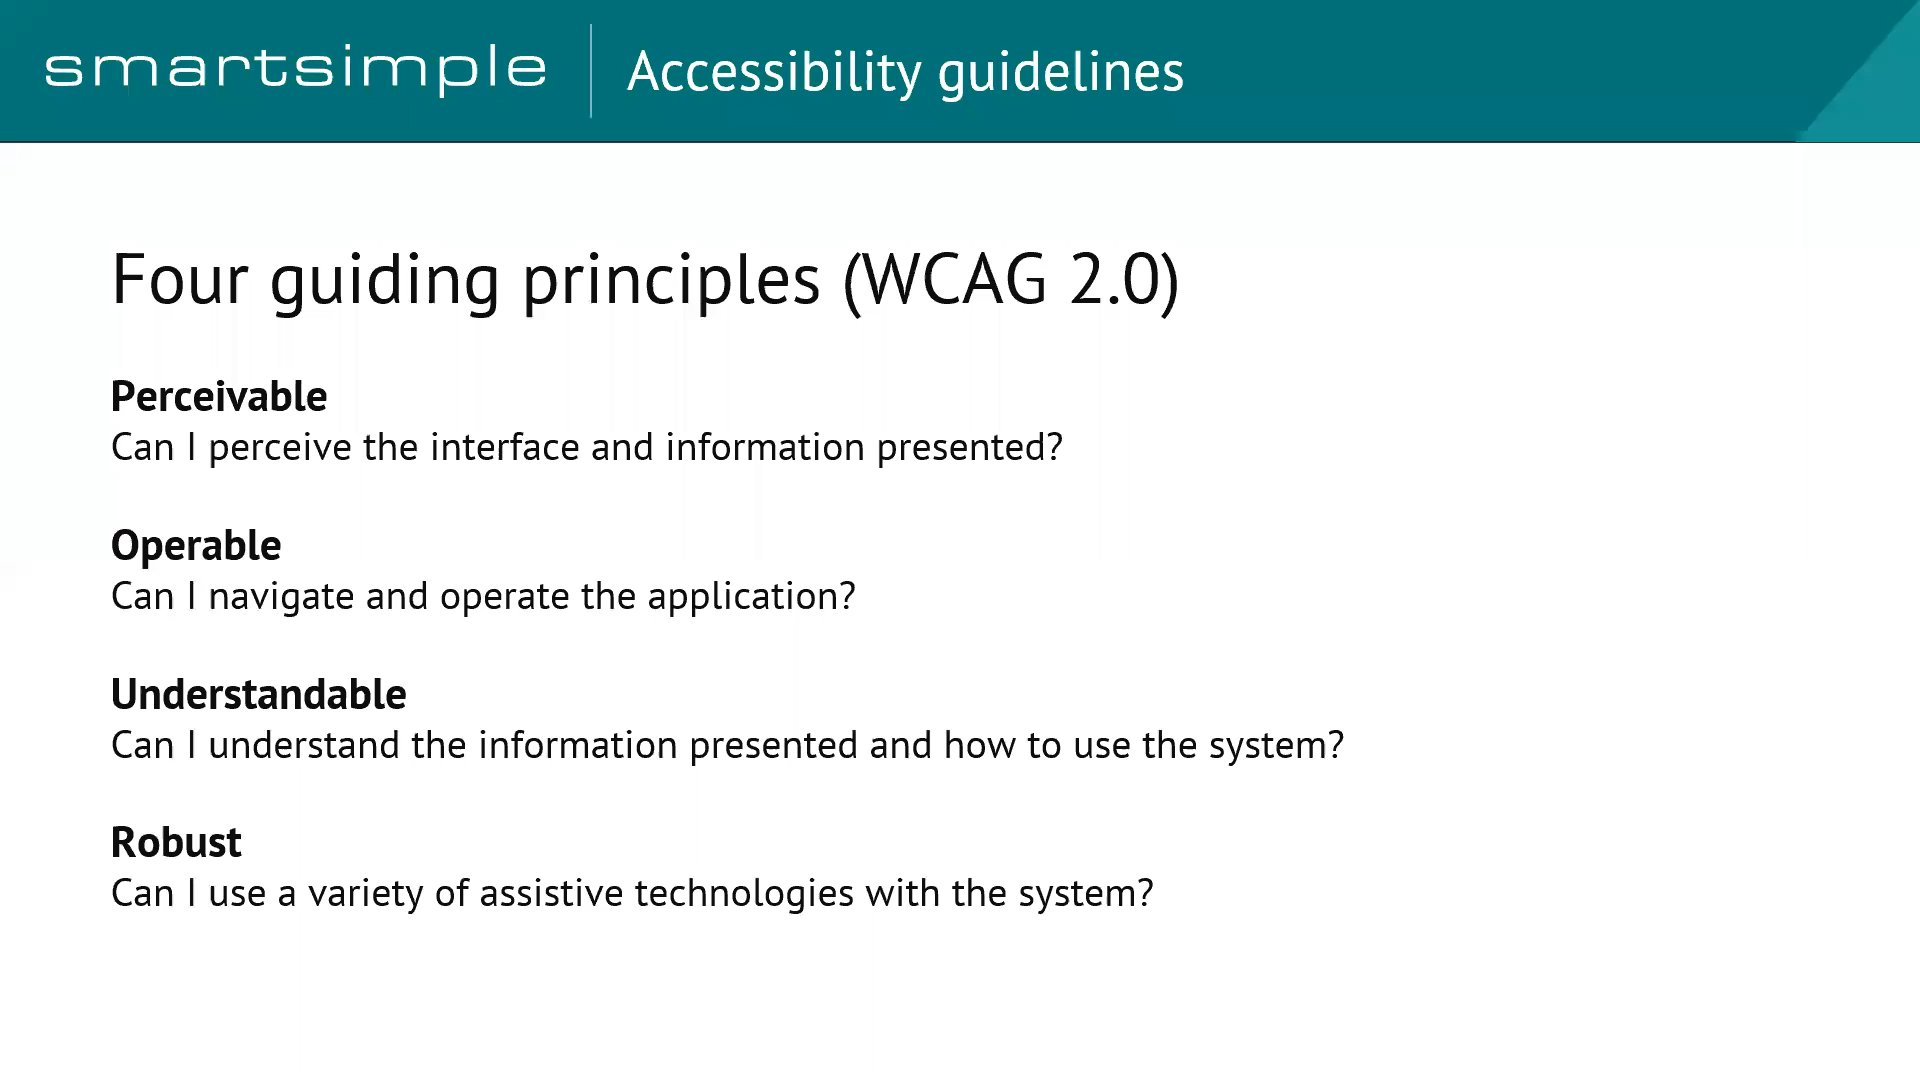 smartsimple
Accessibility guidelines
Four guiding principles (WCAG 2.0)
Perceivable
Can I perceive the interface and information presented?
Operable
Can I navigate and operate the application?
Understandable
Can I understand the information presented and how to use the system?
Robust
Can I use a variety of assistive technologies with the system?